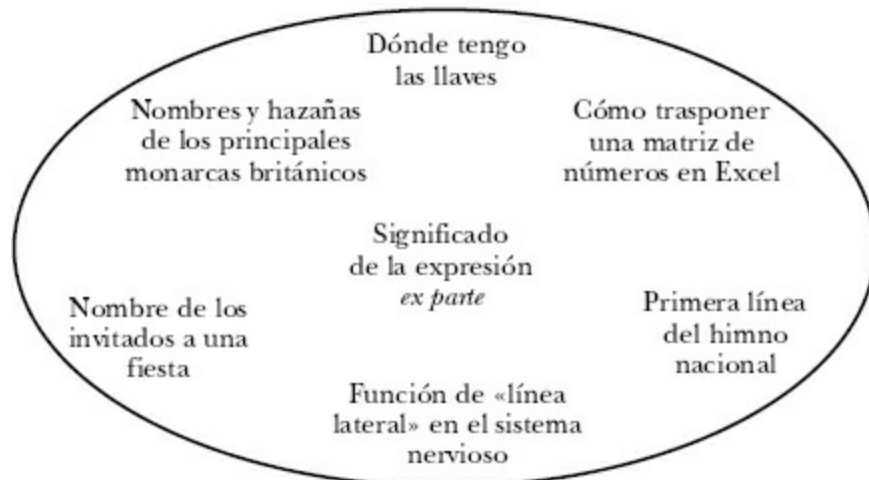 Dónde tengo
las llaves
Nombres y hazañas
de los principales
monarcas británicos
Cómo trasponer
una matriz de
números en Excel
Significado
de la expresión
ex parte
Nombre de los
invitados a una
fiesta
Primera línea
del himno
nacional
Función de «línea
lateral» en el sistema
nervioso